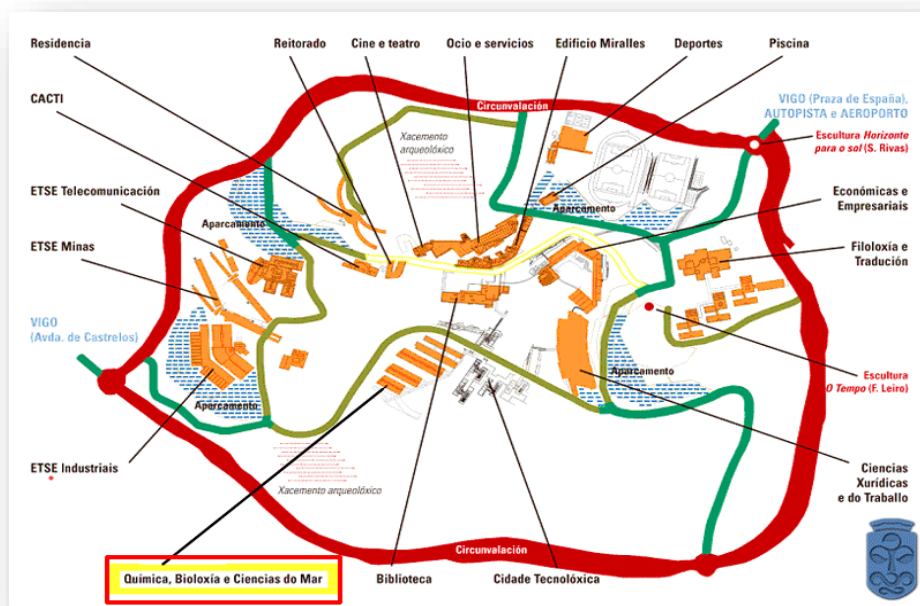 Residencia
Reitorado
Cine e teatro
Ocio e servicios
Edificio Miralles
Deportes
Piscina
CACTI
Circunvalación
VIGO (Praza de España),
AUTOPISTA e AEROPORTO
Escultura Horizonte
para o sol (S. Rivas)
Xacemento
arqueolóxico
ETSE Telecomunicación
Aparcamento
Aparcamento
Económicas e
Empresariais
ETSE Minas
Filoloxía e
Tradución
VIGO
(Avda. de Castrelos)
Aparcamento
Escultura
O Tempo (F. Leiro)
Aparcamento
ETSE Industriais
Xacemento arqueolóxico
Ciencias
Xurídicas
e do Traballo
Circunvalación
Química, Bioloxía e Ciencias do Mar
Biblioteca
Cidade Tecnolóxica